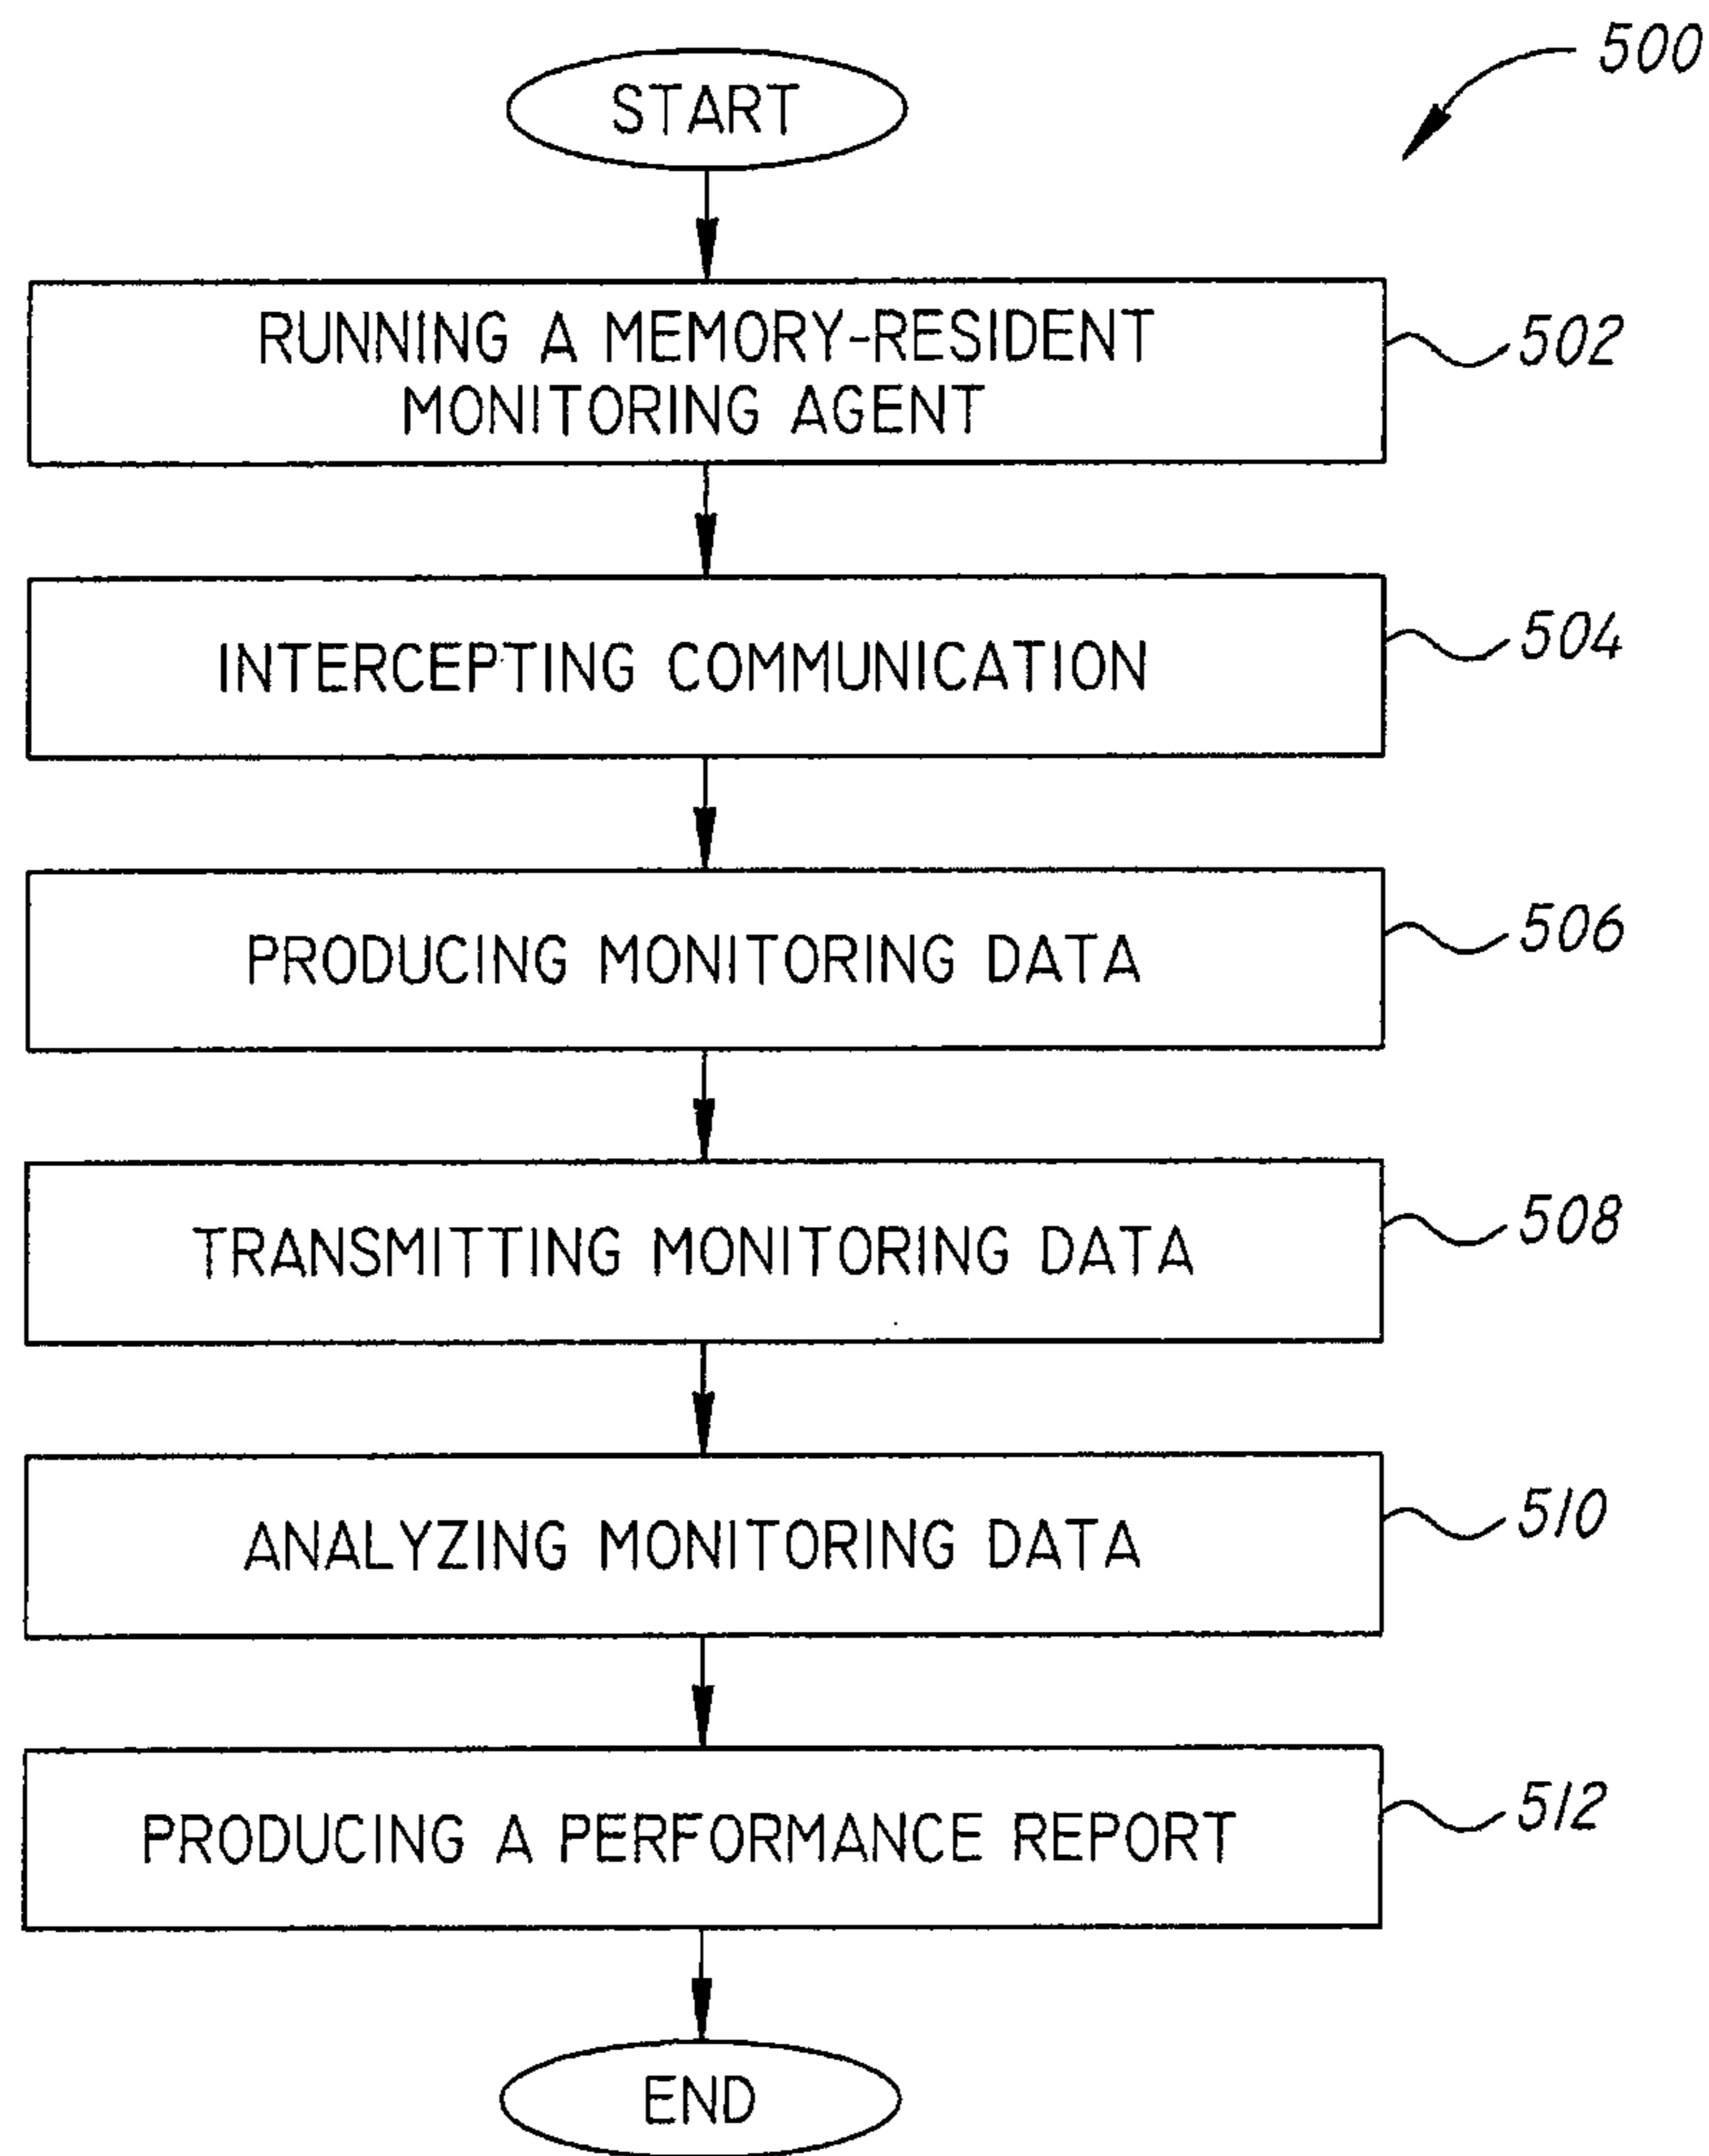 500
START
RUNNING A MEMORY-RESIDENT
MONITORING AGENT
502
INTERCEPTING COMMUNICATION
504
PRODUCING MONITORING DATA
506
TRANSMITTING MONITORING DATA
508
ANALYZING MONITORING DATA
510
PRODUCING A PERFORMANCE REPORT
512
END